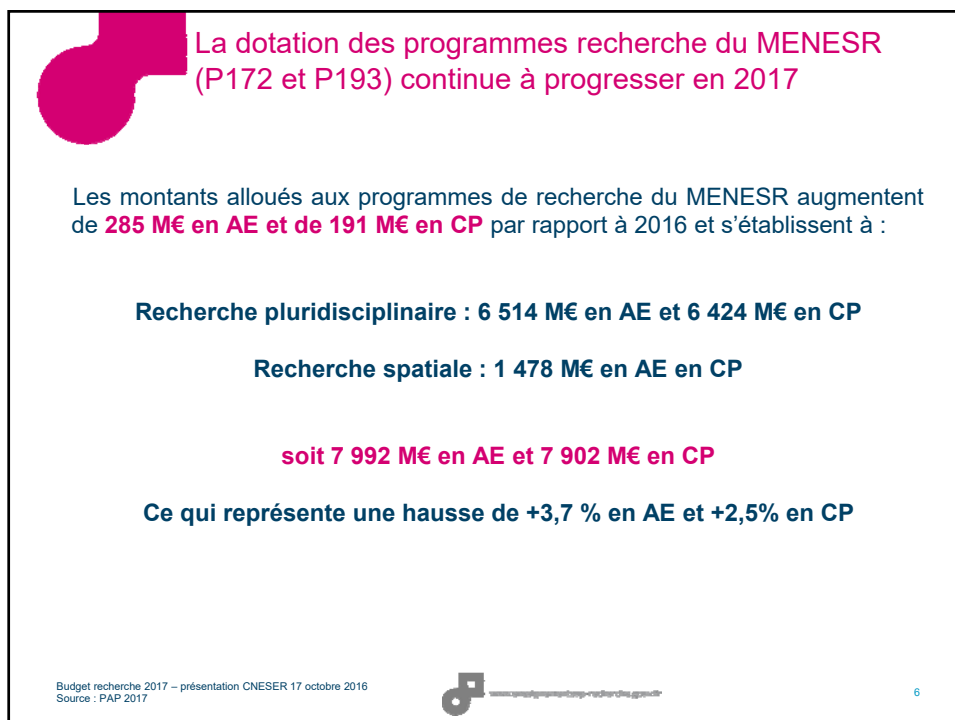 La dotation des programmes recherche du MENESR
(P172 et P193) continue à progresser en 2017
Les montants alloués aux programmes de recherche du MENESR augmentent
de 285 M€ en AE et de 191 M€ en CP par rapport à 2016 et s’établissent à :
Recherche pluridisciplinaire : 6 514 M€ en AE et 6 424 M€ en CP
Recherche spatiale : 1 478 M€ en AE en CP
soit 7 992 M€ en AE et 7 902 M€ en CP
Ce qui représente une hausse de +3,7 % en AE et +2,5% en CP
Budget recherche 2017 – présentation CNESER 17 octobre 2016
Source : PAP 2017
6